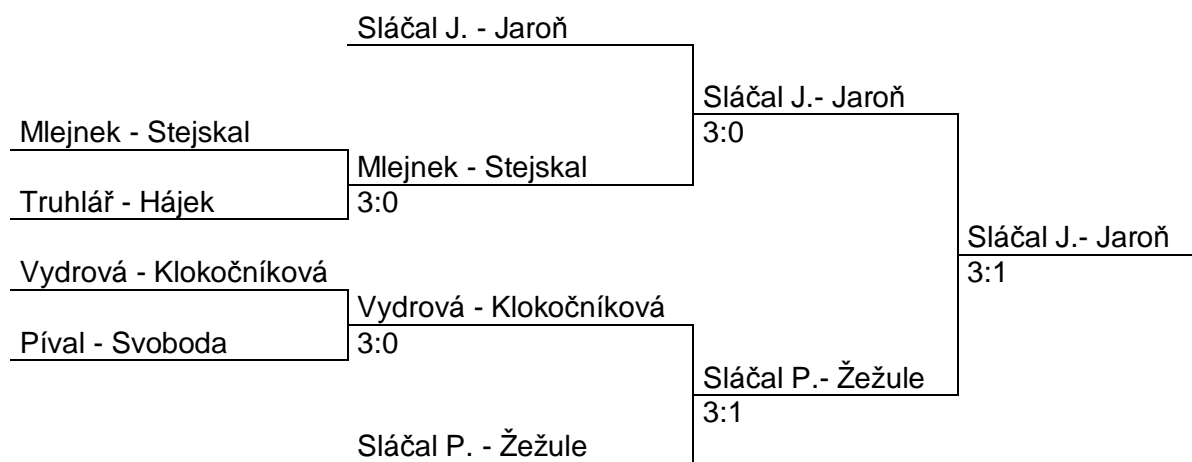 Sláčal J. - Jaroň
Sláčal J.- Jaroň
Mlejnek - Stejskal
3:0
Mlejnek - Stejskal
Truhlář - Hájek
3:0
Sláčal J.- Jaroň
Vydrová - Klokočníková
3:1
Vydrová - Klokočníková
Píval - Svoboda
3:0
Sláčal P.- Žežule
3:1
Sláčal P. - Žežule